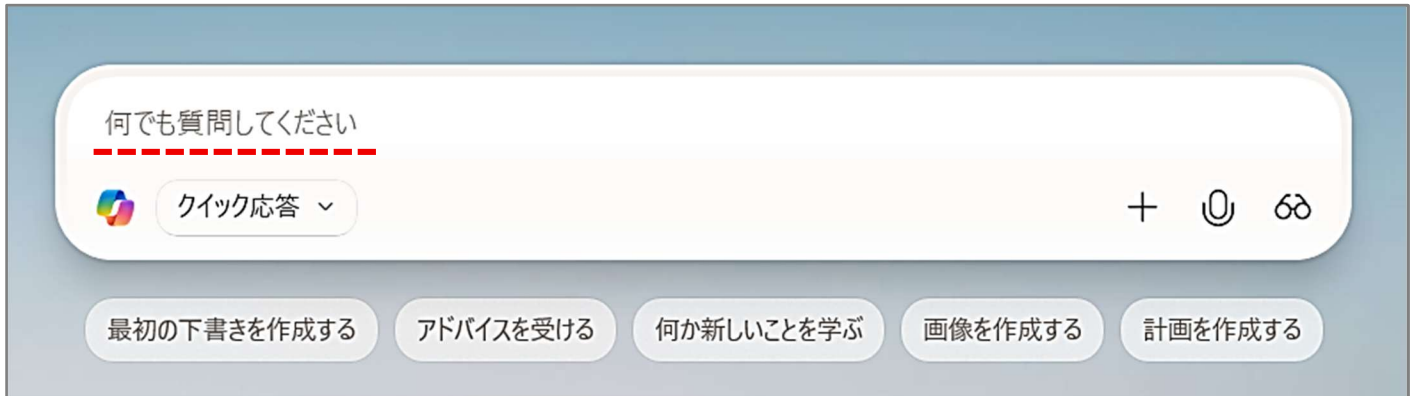 何でも質問してください
クイック応答
最初の下書きを作成する アドバイスを受ける 何か新しいことを学ぶ 画像を作成する 計画を作成する